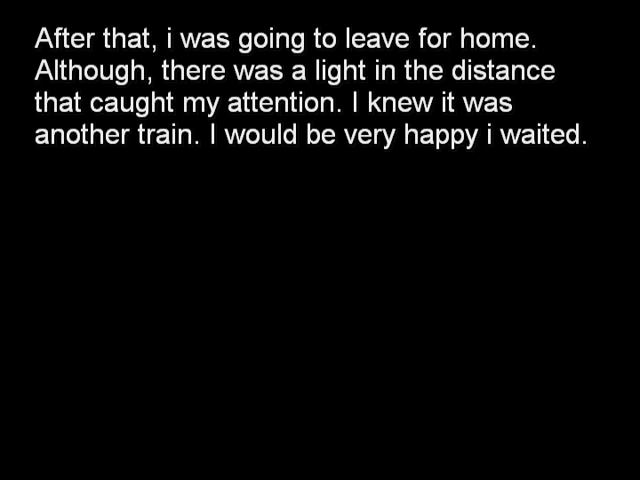 After that, i was going to leave for home.
Although, there was a light in the distance
that caught my attention. I knew it was
another train. I would be very happy i waited.